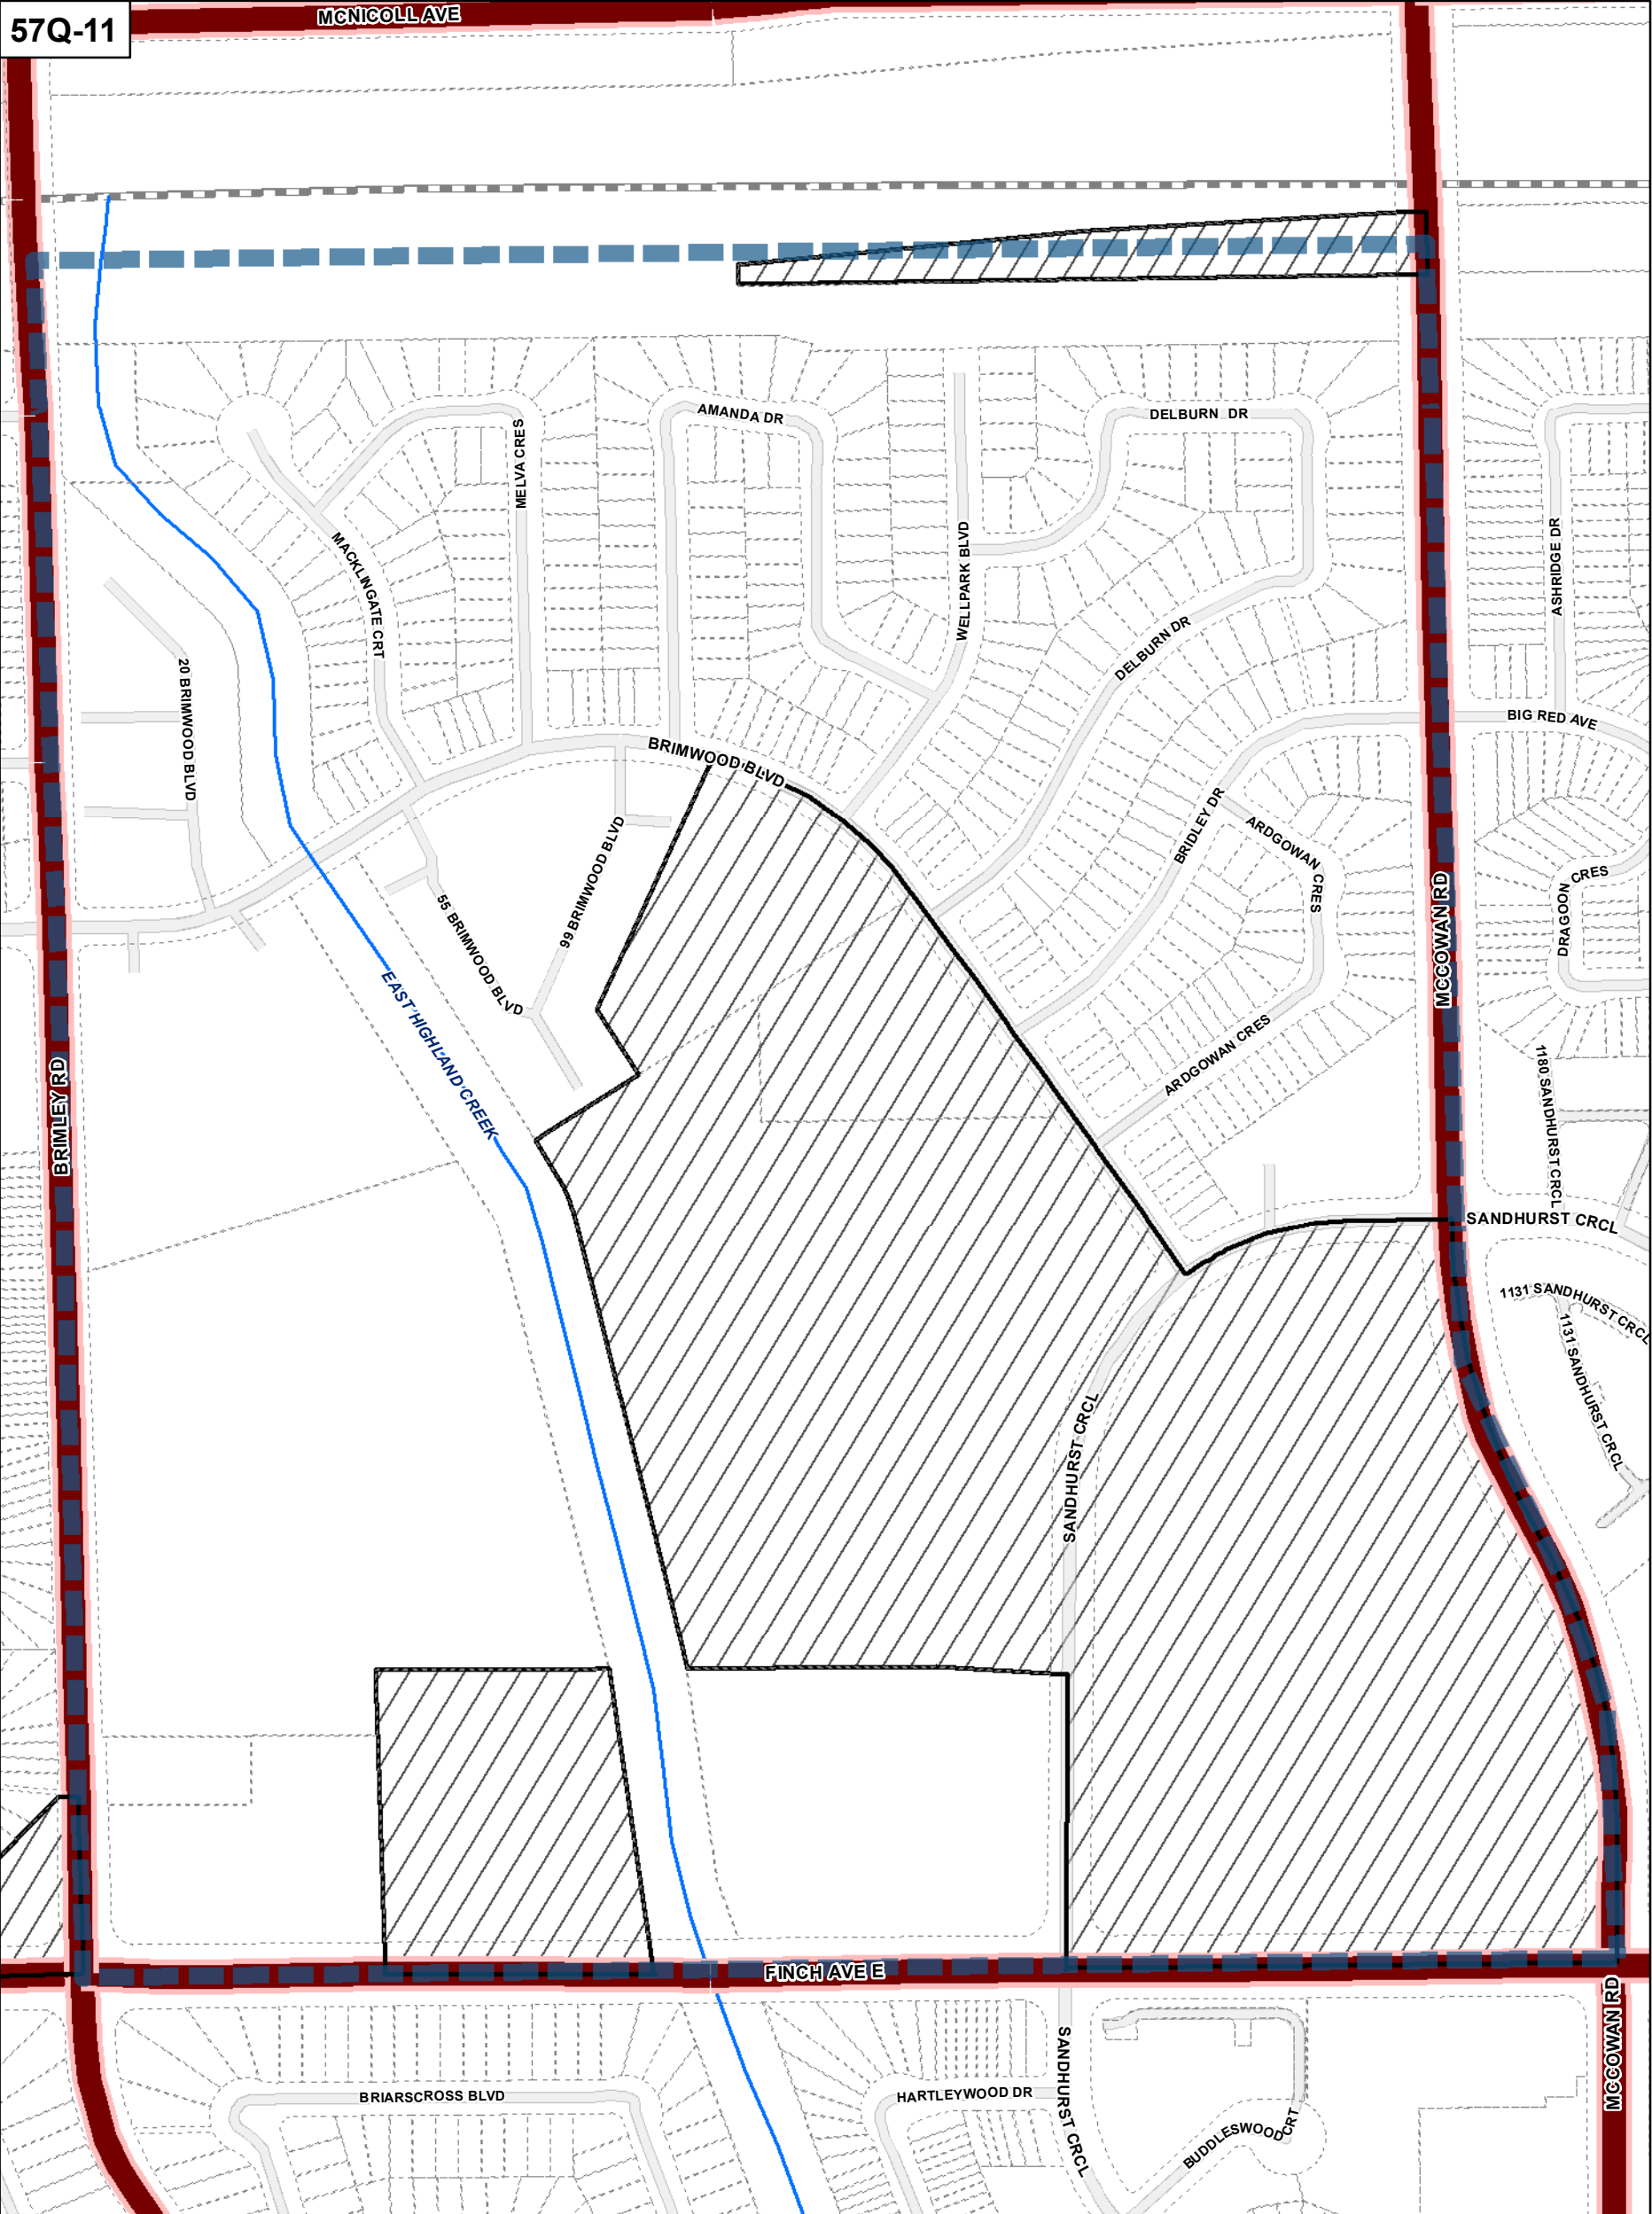 57Q-11
MCNICOLL AVE
AMANDA DR
DELBURN DR
MELVA CRES
MACKLINGATE CRT
WELLPARK BLVD
ASHRIDGE DR
DELBURN DR
20 BRIMWOOD BLVD
BIG RED AVE
BRIMWOOD BLVD
BRIDLEY DR
ARDGOWAN CRES
99 BRIMWOOD BLVD
DRAGOON CRES
MCCOWAN RD
55 BRIMWOOD BLVD
EAST HIGHLAND CREEK
ARDGOWAN CRES
BRIMLEY RD
1180 SANDHURST CRCL
SANDHURST CRCL
1131 SANDHURST CRCL
1131 SANDHURST CRCL
SANDHURST CRCL
FINCH AVE E
MCCOWAN RD
SANDHURST CRCL
BRIARSCROSS BLVD
HARTLEYWOOD DR
BUDDLESWOOD CRT